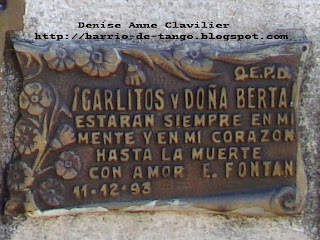 Denise Anne Clavilier
http://barrio-de-tango.blogspot.com
Q.E.P.D.
¡CARLITOS Y DOÑA BERTA!
ESTARÁN SIEMPRE EN MI
MENTE Y EN MI CORAZON
HASTA LA MUERTE
CON AMOR E. FONTAN
11-12-93